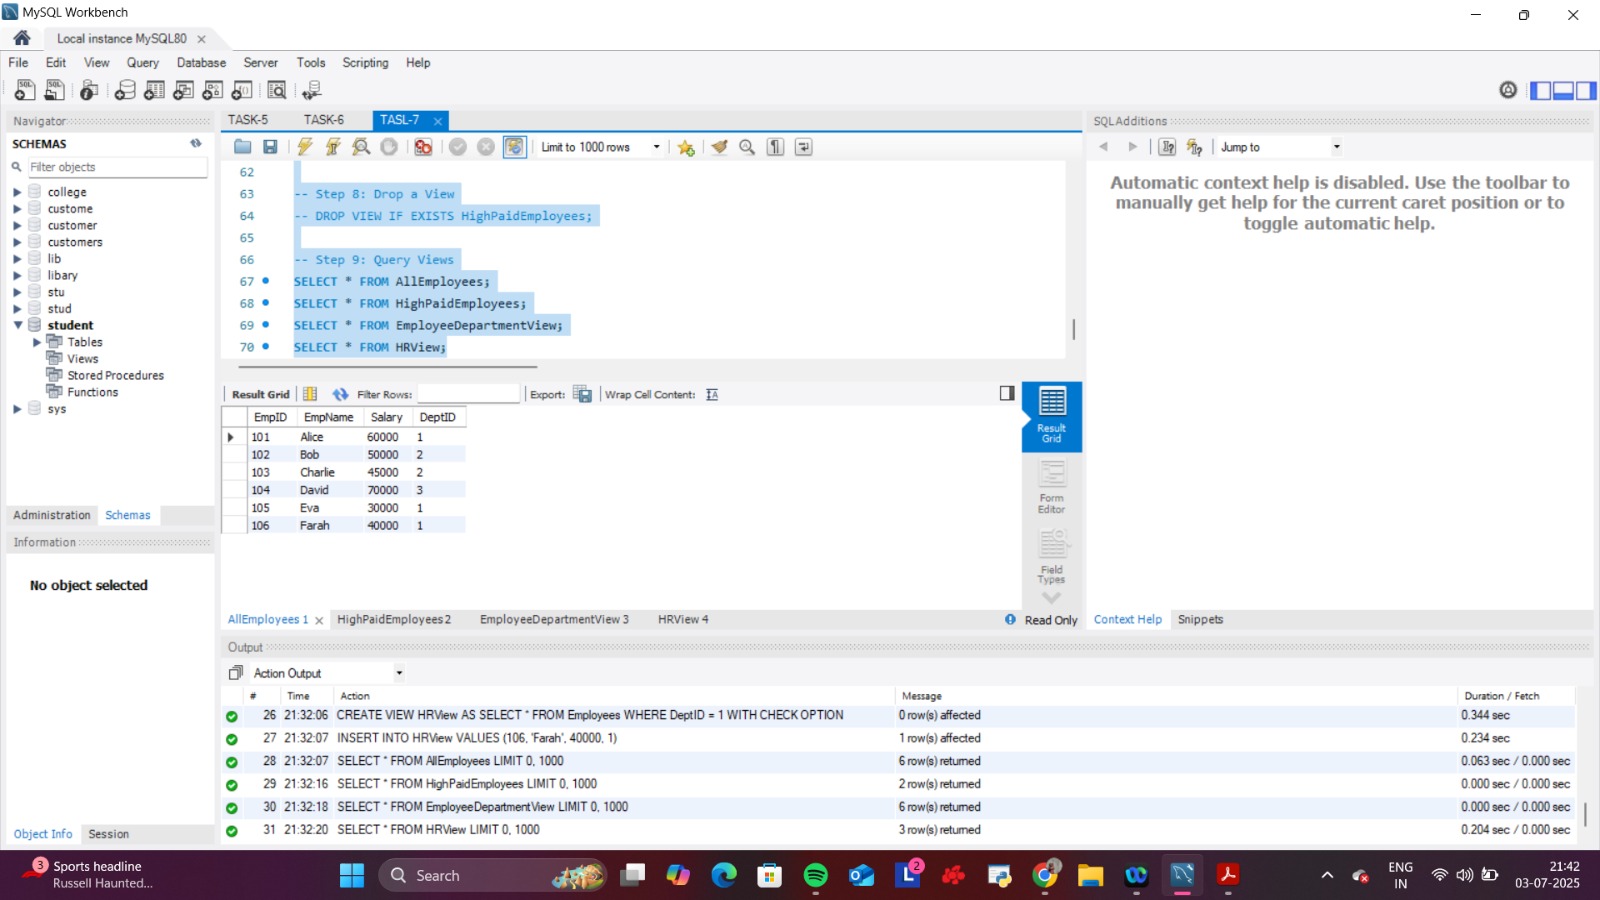 MySQL Workbench
Local instance MySQL80
File Edit View Query Database Server Tools Scripting Help
Navigator
SCHEMAS
Filter objects
college
custome
customer
customers
lib
libary
stu
stud
student
Tables
Views
Stored Procedures
Functions
sys
Administration Schemas
Information
No object selected
Object Info Session
TASK-5 TASK-6 TASL-7
Limit to 1000 rows
62
63 -- Step 8: Drop a View
64 -- DROP VIEW IF EXISTS HighPaidEmployees;
65
66 -- Step 9: Query Views
67 SELECT * FROM AllEmployees;
68 SELECT * FROM HighPaidEmployees;
69 SELECT * FROM EmployeeDepartmentView;
70 SELECT * FROM HRView;
Result Grid Filter Rows: Export: Wrap Cell Content:
EmpID EmpName Salary DeptID
101 Alice 60000 1
102 Bob 50000 2
103 Charlie 45000 2
104 David 70000 3
105 Eva 30000 1
106 Farah 40000 1
Result
Grid
Form
Editor
Field
Types
AllEmployees 1 HighPaidEmployees 2 EmployeeDepartmentView 3 HRView 4 Read Only
SQLAdditions
Jump to
Automatic context help is disabled. Use the toolbar to
manually get help for the current caret position or to
toggle automatic help.
Context Help Snippets
Output
Action Output
# Time Action Message Duration / Fetch
26 21:32:06 CREATE VIEW HRView AS SELECT * FROM Employees WHERE DeptID = 1 WITH CHECK OPTION 0 row(s) affected 0.344 sec
27 21:32:07 INSERT INTO HRView VALUES (106, 'Farah', 40000, 1) 1 row(s) affected 0.234 sec
28 21:32:07 SELECT * FROM AllEmployees LIMIT 0, 1000 6 row(s) returned 0.063 sec / 0.000 sec
29 21:32:16 SELECT * FROM HighPaidEmployees LIMIT 0, 1000 2 row(s) returned 0.000 sec / 0.000 sec
30 21:32:18 SELECT * FROM EmployeeDepartmentView LIMIT 0, 1000 6 row(s) returned 0.000 sec / 0.000 sec
31 21:32:20 SELECT * FROM HRView LIMIT 0, 1000 3 row(s) returned 0.204 sec / 0.000 sec
3
Sports headline
Russell Haunted...
Search
L
2
ENG
IN
21:42
03-07-2025